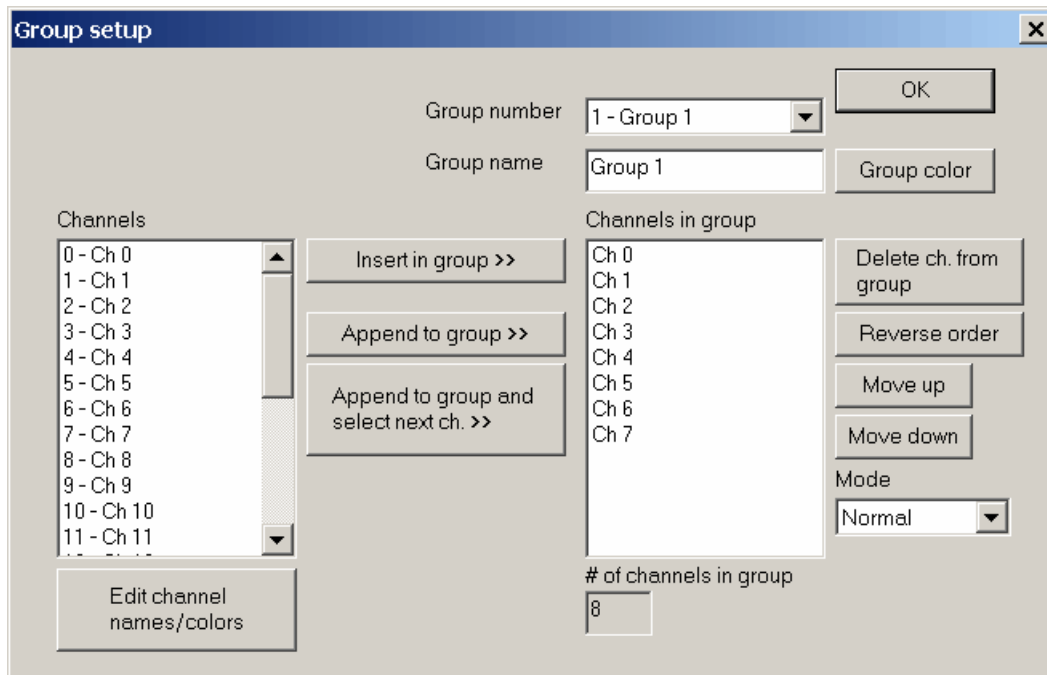 Group setup
OK
Group number
1 - Group 1
Group name
Group 1
Group color
Channels
0 - Ch 0
1 - Ch 1
2 - Ch 2
3 - Ch 3
4 - Ch 4
5 - Ch 5
6 - Ch 6
7 - Ch 7
8 - Ch 8
9 - Ch 9
10 - Ch 10
11 - Ch 11
Insert in group >>
Append to group >>
Append to group and
select next ch. >>
Edit channel
names/colors
Channels in group
Ch 0
Ch 1
Ch 2
Ch 3
Ch 4
Ch 5
Ch 6
Ch 7
# of channels in group
8
Delete ch. from
group
Reverse order
Move up
Move down
Mode
Normal